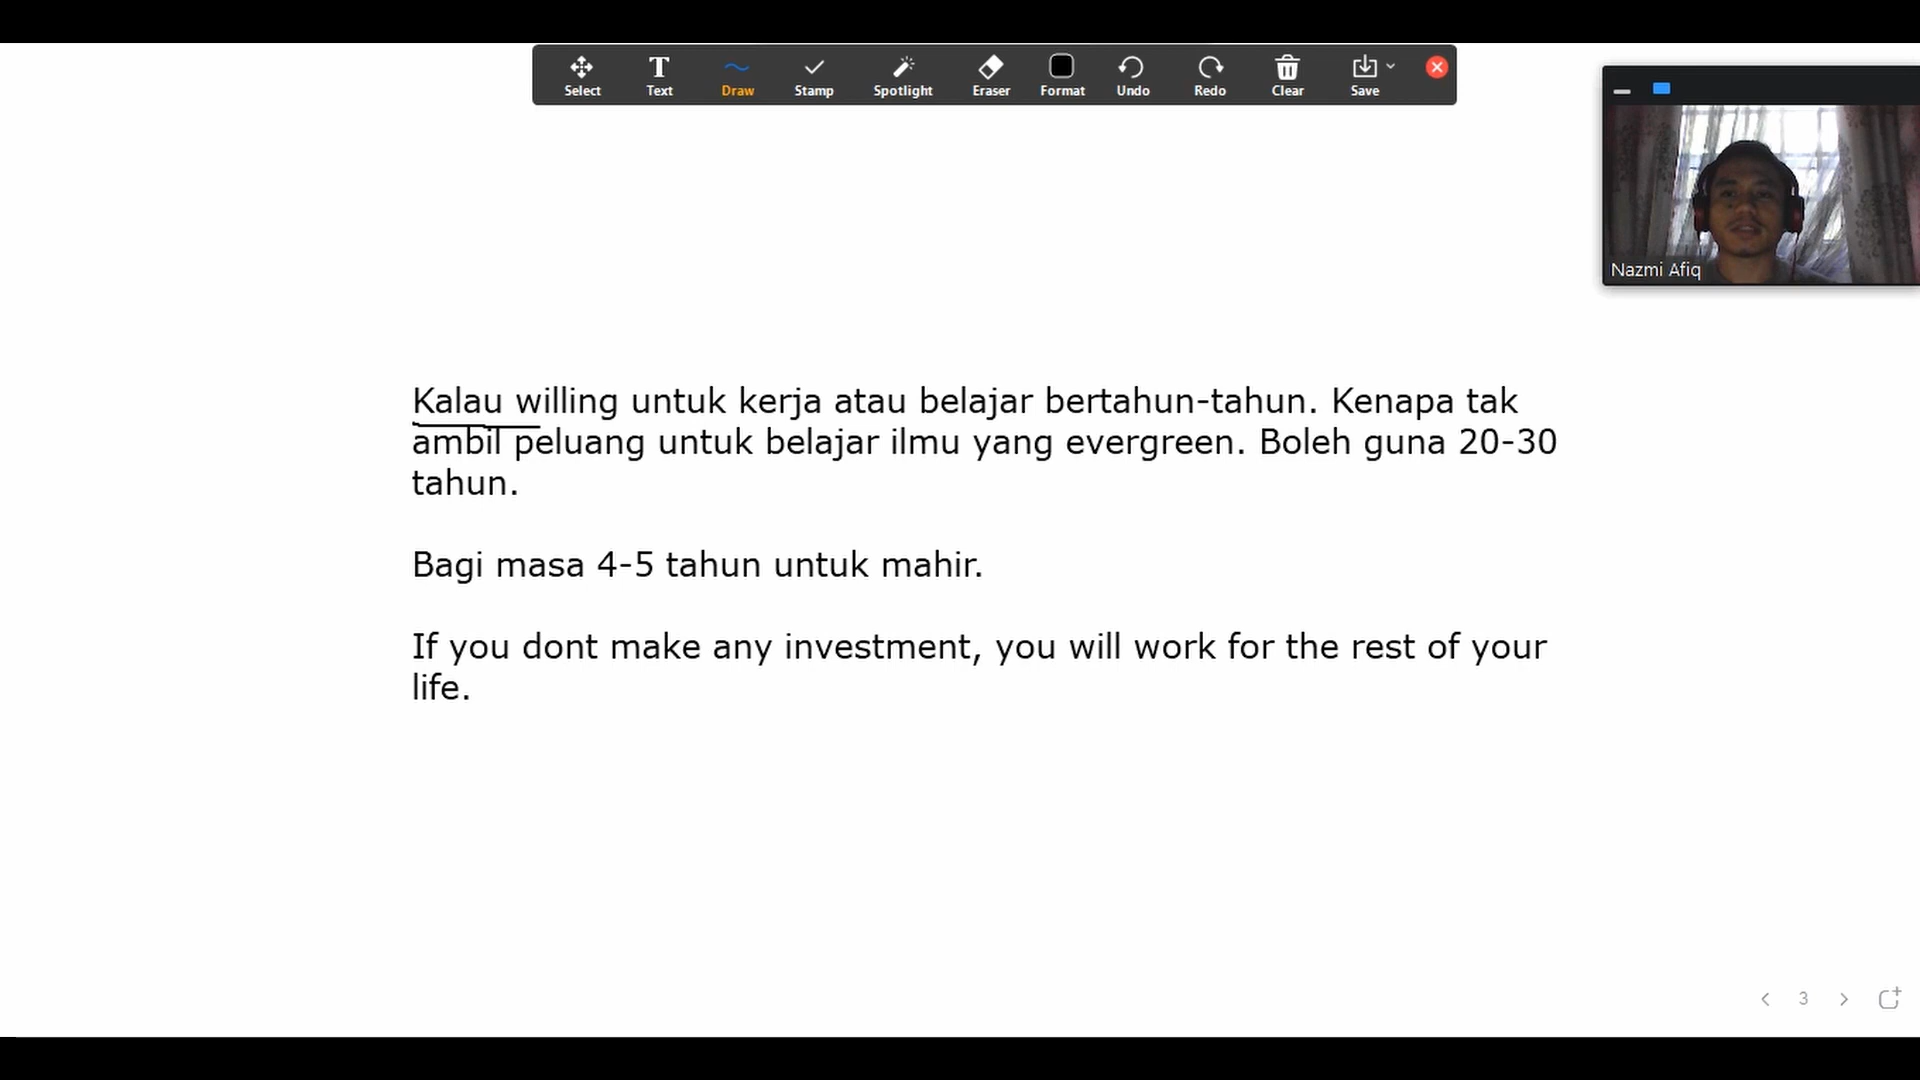 Select Text Draw Stamp Spotlight Eraser Format Undo Redo Clear Save
Nazmi Afiq
Kalau willing untuk kerja atau belajar bertahun-tahun. Kenapa tak
ambil peluang untuk belajar ilmu yang evergreen. Boleh guna 20-30
tahun.
Bagi masa 4-5 tahun untuk mahir.
If you dont make any investment, you will work for the rest of your
life.
3